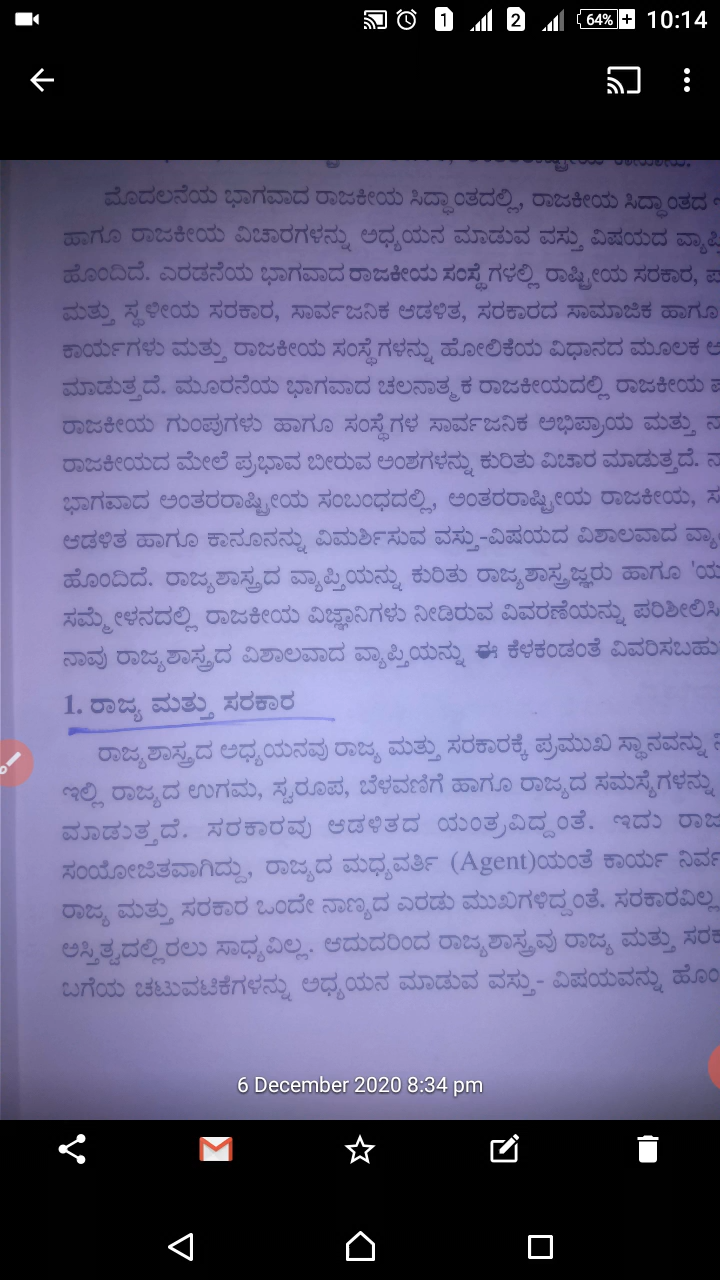 1 2 64% 10:14
ಮೊದಲನೆಯ ಭಾಗವಾದ ರಾಜಕೀಯ ಸಿದ್ಧಾಂತದಲ್ಲಿ, ರಾಜಕೀಯ ಸಿದ್ಧಾಂತದ
ಹಾಗೂ ರಾಜಕೀಯ ವಿಚಾರಗಳನ್ನು ಅಧ್ಯಯನ ಮಾಡುವ ವಸ್ತು ವಿಷಯದ
ಹೊಂದಿದೆ. ಎರಡನೆಯ ಭಾಗವಾದ ರಾಜಕೀಯ ಸಂಸ್ಥೆಗಳಲ್ಲಿ ರಾಷ್ಟ್ರೀಯ ಸರಕಾರ,
ಮತ್ತು ಸ್ಥಳೀಯ ಸರಕಾರ, ಸಾರ್ವಜನಿಕ ಆಡಳಿತ, ಸರಕಾರದ ಸಾಮಾಜಿಕ ಹಾಗೂ
ಕಾರ್ಯಗಳು ಮತ್ತು ರಾಜಕೀಯ ಸಂಸ್ಥೆಗಳನ್ನು ಹೋಲಿಕೆಯ ವಿಧಾನದ ಮೂಲಕ
ಮಾಡುತ್ತದೆ. ಮೂರನೆಯ ಭಾಗವಾದ ಚಲನಾತ್ಮಕ ರಾಜಕೀಯದಲ್ಲಿ ರಾಜಕೀಯ
ರಾಜಕೀಯ ಗುಂಪುಗಳು ಹಾಗೂ ಸಂಸ್ಥೆಗಳ ಸಾರ್ವಜನಿಕ ಅಭಿಪ್ರಾಯ ಮತ್ತು
ರಾಜಕೀಯದ ಮೇಲೆ ಪ್ರಭಾವ ಬೀರುವ ಅಂಶಗಳನ್ನು ಕುರಿತು ವಿಚಾರ ಮಾಡುತ್ತದೆ.
ಭಾಗವಾದ ಅಂತರರಾಷ್ಟ್ರೀಯ ಸಂಬಂಧದಲ್ಲಿ, ಅಂತರರಾಷ್ಟ್ರೀಯ ರಾಜಕೀಯ,
ಆಡಳಿತ ಹಾಗೂ ಕಾನೂನನ್ನು ವಿಮರ್ಶಿಸುವ ವಸ್ತು-ವಿಷಯದ ವಿಶಾಲವಾದ
ಹೊಂದಿದೆ. ರಾಜ್ಯಶಾಸ್ತ್ರದ ವ್ಯಾಪ್ತಿಯನ್ನು ಕುರಿತು ರಾಜ್ಯಶಾಸ್ತ್ರಜ್ಞರು ಹಾಗೂ
ಸಮ್ಮೇಳನದಲ್ಲಿ ರಾಜಕೀಯ ವಿಜ್ಞಾನಿಗಳು ನೀಡಿರುವ ವಿವರಣೆಯನ್ನು
ನಾವು ರಾಜ್ಯಶಾಸ್ತ್ರದ ವಿಶಾಲವಾದ ವ್ಯಾಪ್ತಿಯನ್ನು ಈ ಕೆಳಕಂಡಂತೆ
1. ರಾಜ್ಯ ಮತ್ತು ಸರಕಾರ
ರಾಜ್ಯಶಾಸ್ತ್ರದ ಅಧ್ಯಯನವು ರಾಜ್ಯ ಮತ್ತು ಸರಕಾರಕ್ಕೆ ಪ್ರಮುಖ ಸ್ಥಾನವನ್ನು
ಇಲ್ಲಿ ರಾಜ್ಯದ ಉಗಮ, ಸ್ವರೂಪ, ಬೆಳವಣಿಗೆ ಹಾಗೂ ರಾಜ್ಯದ ಸಮಸ್ಯೆಗಳನ್ನು
ಮಾಡುತ್ತದೆ. ಸರಕಾರವು ಆಡಳಿತದ ಯಂತ್ರವಿದ್ದಂತೆ. ಇದು
ಸಂಯೋಜಿತವಾಗಿದ್ದು, ರಾಜ್ಯದ ಮಧ್ಯವರ್ತಿ (Agent)ಯಂತೆ ಕಾರ್ಯ
ರಾಜ್ಯ ಮತ್ತು ಸರಕಾರ ಒಂದೇ ನಾಣ್ಯದ ಎರಡು ಮುಖಗಳಿದ್ದಂತೆ. ಸರಕಾರವಿಲ್ಲ
ಅಸ್ತಿತ್ವದಲ್ಲಿರಲು ಸಾಧ್ಯವಿಲ್ಲ. ಆದುದರಿಂದ ರಾಜ್ಯಶಾಸ್ತ್ರವು ರಾಜ್ಯ ಮತ್ತು
ಬಗೆಯ ಚಟುವಟಿಕೆಗಳನ್ನು ಅಧ್ಯಯನ ಮಾಡುವ ವಸ್ತು- ವಿಷಯವನ್ನು
6 December 2020 8:34 pm